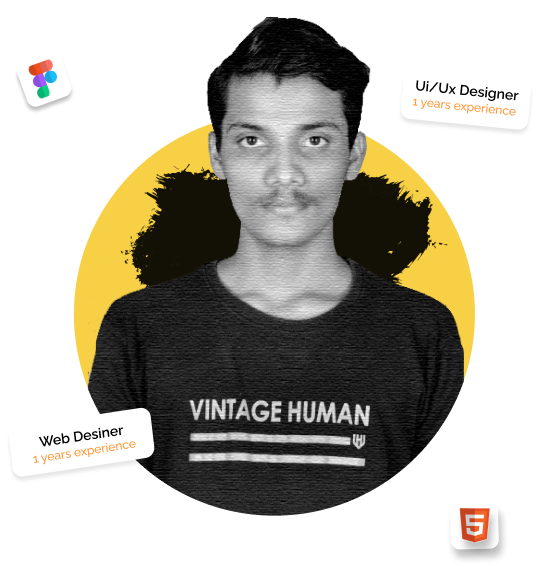 Ui/Ux Designer
1 years experience
VINTAGE HUMAN
Web Desiner
1 years experience
5